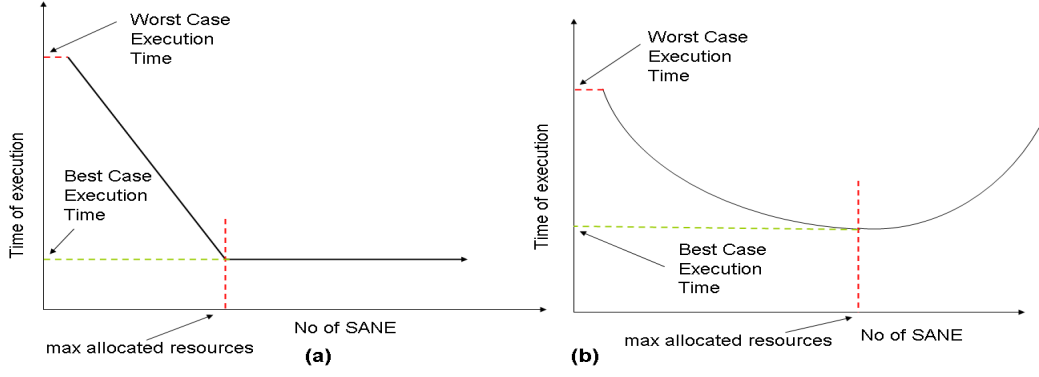 Worst Case
Execution
Time
Best Case
Execution
Time
Time of execution
No of SANE
max allocated resources
(a)
Worst Case
Execution
Time
Time of execution
Best Case
Execution
Time
No of SANE
max allocated resources
(b)